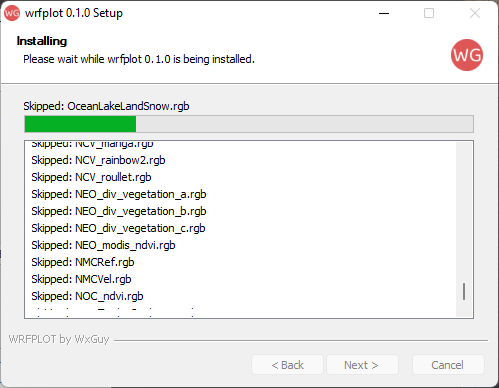 WG wrfplot 0.1.0 Setup
Installing
Please wait while wrfplot 0.1.0 is being installed.
WG
Skipped: OceanLakeLandSnow.rgb
Skipped: NCV_manga.rgb
Skipped: NCV_rainbow2.rgb
Skipped: NCV_roullet.rgb
Skipped: NEO_div_vegetation_a.rgb
Skipped: NEO_div_vegetation_b.rgb
Skipped: NEO_div_vegetation_c.rgb
Skipped: NEO_modis_ndvi.rgb
Skipped: NMCRef.rgb
Skipped: NMCVel.rgb
Skipped: NOC_ndvi.rgb
WRFPLOT by WxGuy
< Back
Next >
Cancel